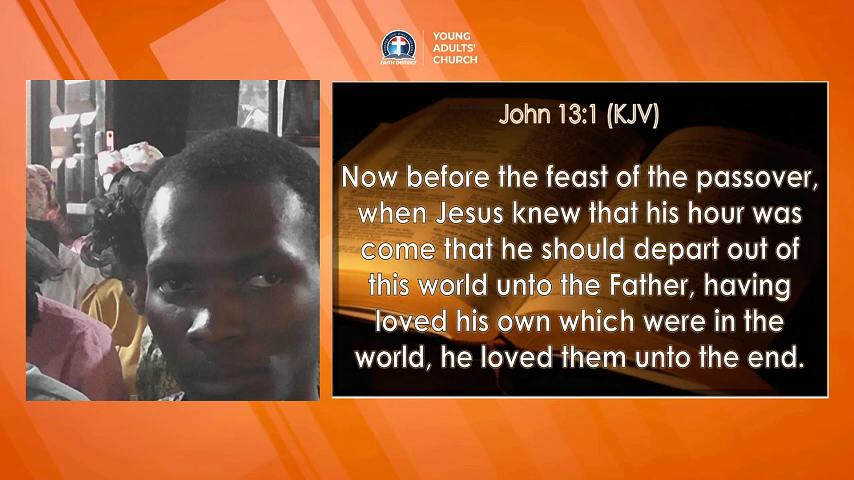 FAITH DISTRICT
YOUNG
ADULTS'
CHURCH
John 13:1 (KJV)
Now before the feast of the passover,
when Jesus knew that his hour was
come that he should depart out of
this world unto the Father, having
loved his own which were in the
world, he loved them unto the end.